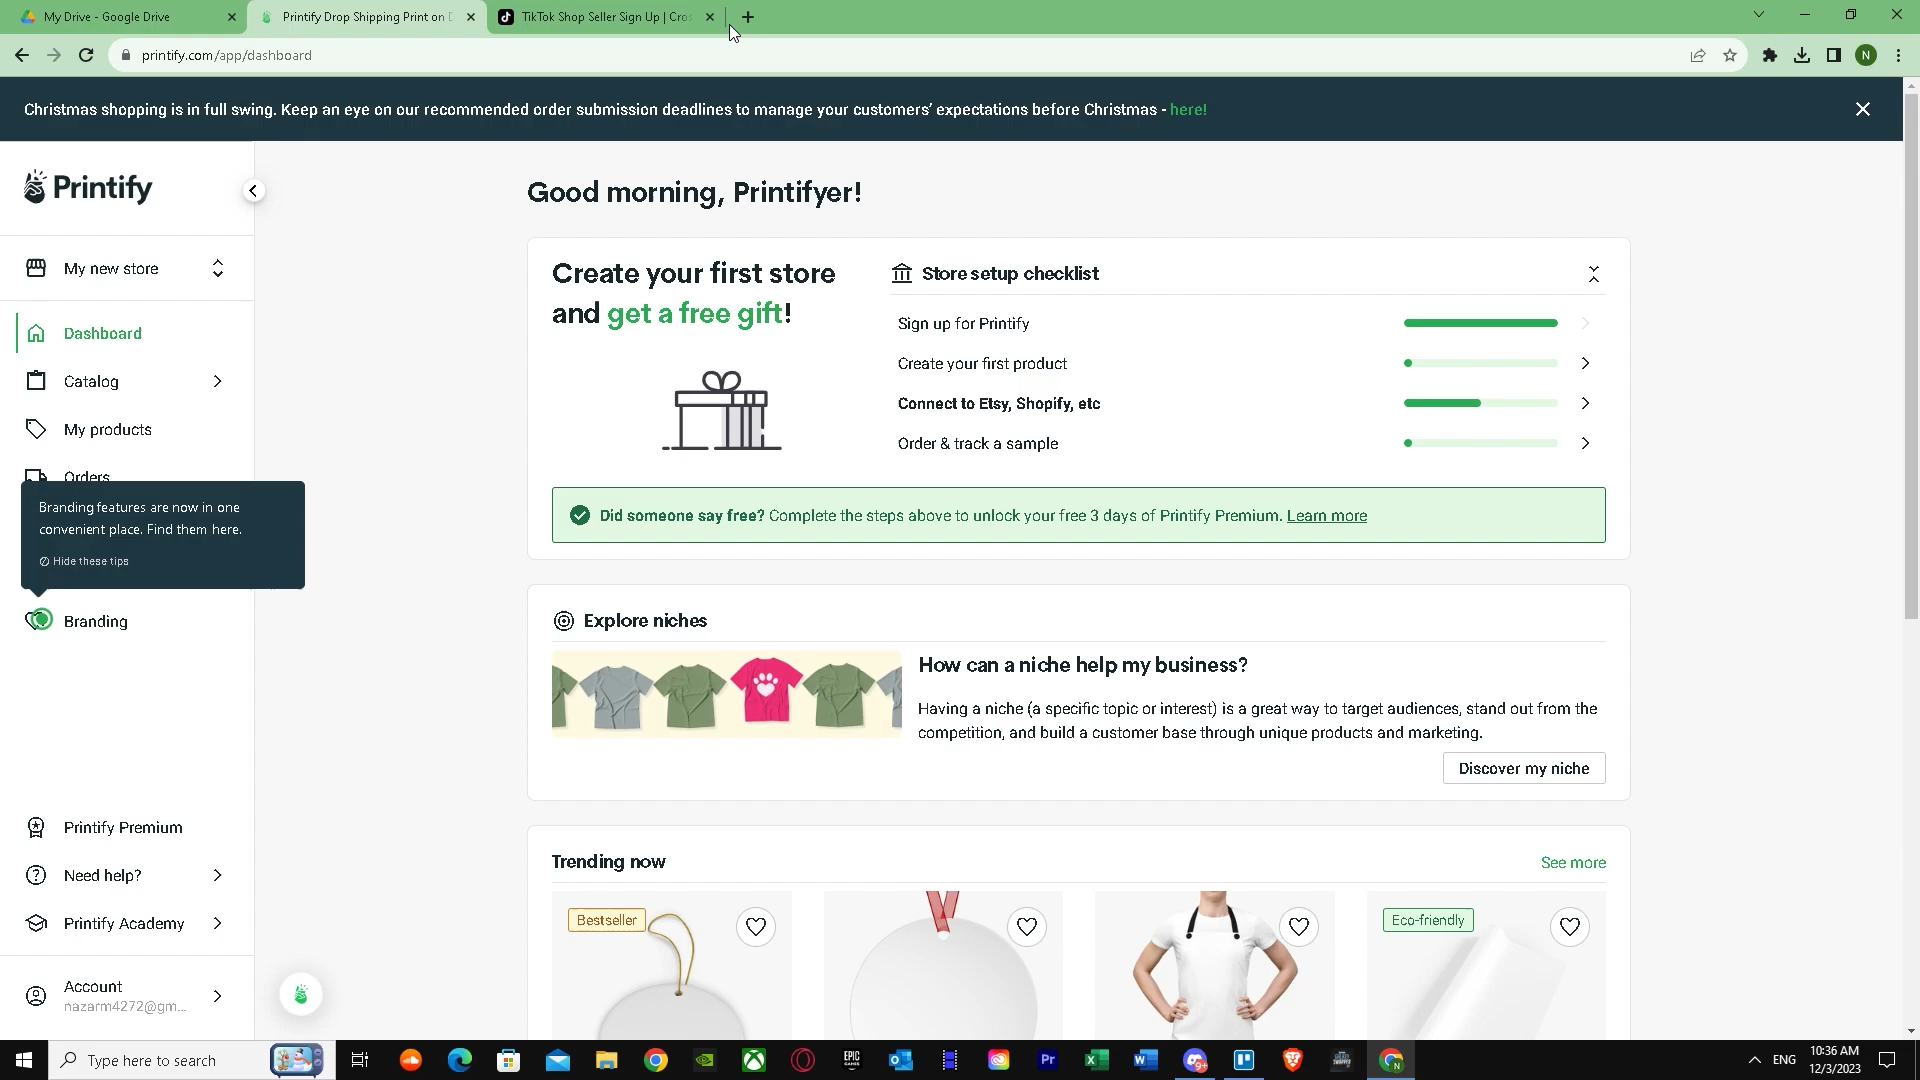 My Drive - Google Drive
Printify Drop Shipping Print on D
TikTok Shop Seller Sign Up | Cros
printify.com/app/dashboard
N
Christmas shopping is in full swing. Keep an eye on our recommended order submission deadlines to manage your customers’ expectations before Christmas - here!
Printify
My new store
Dashboard
Catalog
My products
Orders
Branding features are now in one
convenient place. Find them here.
Hide these tips
Branding
Printify Premium
Need help?
Printify Academy
Account
nazarm4272@gm...
Good morning, Printifyer!
Create your first store
and get a free gift!
Store setup checklist
Sign up for Printify
Create your first product
Connect to Etsy, Shopify, etc
Order & track a sample
Did someone say free? Complete the steps above to unlock your free 3 days of Printify Premium. Learn more
Explore niches
How can a niche help my business?
Having a niche (a specific topic or interest) is a great way to target audiences, stand out from the
competition, and build a customer base through unique products and marketing.
Discover my niche
Trending now
See more
Bestseller
Eco-friendly
Type here to search
EPIC
GAMES
Pr
9+
N
ENG
10:36 AM
12/3/2023